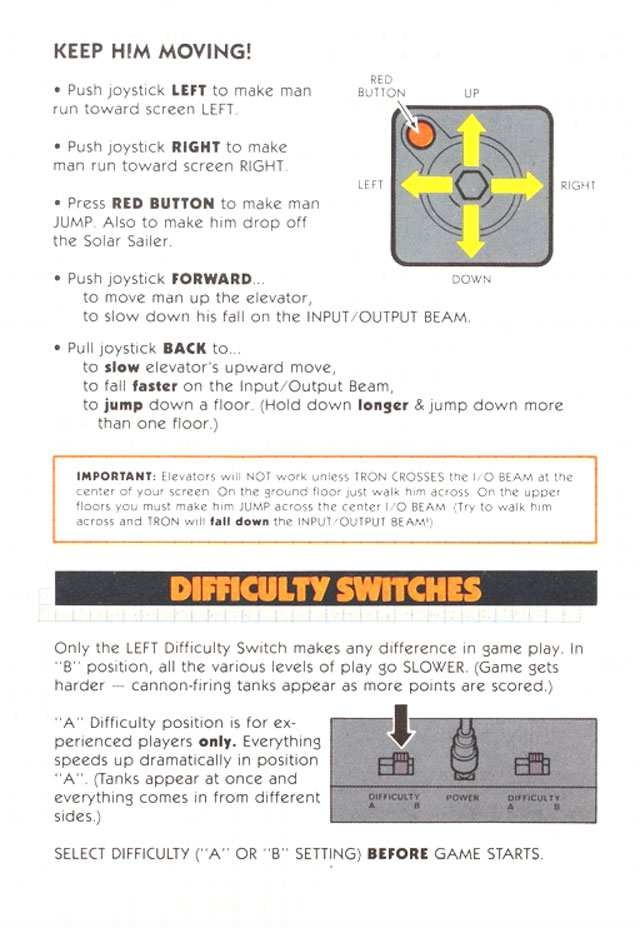 KEEP HIM MOVING!
• Push joystick LEFT to make man
run toward screen LEFT.
• Push joystick RIGHT to make
man run toward screen RIGHT.
• Press RED BUTTON to make man
JUMP. Also to make him drop off
the Solar Sailer.
RED
BUTTON
UP
LEFT
RIGHT
DOWN
• Push joystick FORWARD...
to move man up the elevator,
to slow down his fall on the INPUT/OUTPUT BEAM.
• Pull joystick BACK to...
to slow elevator's upward move,
to fall faster on the Input/Output Beam,
to jump down a floor. (Hold down longer & jump down more
than one floor.)
IMPORTANT: Elevators will NOT work unless TRON CROSSES the I/O BEAM at the
center of your screen. On the ground floor just walk him across. On the upper
floors you must make him JUMP across the center I/O BEAM. (Try to walk him
across and TRON will fall down the INPUT/OUTPUT BEAM!)
DIFFICULTY SWITCHES
Only the LEFT Difficulty Switch makes any difference in game play. In
"B" position, all the various levels of play go SLOWER. (Game gets
harder — cannon-firing tanks appear as more points are scored.)
"A" Difficulty position is for ex-
perienced players only. Everything
speeds up dramatically in position
"A". (Tanks appear at once and
everything comes in from different
sides.)
DIFFICULTY POWER DIFFICULTY
A B A B
SELECT DIFFICULTY ("A" OR "B" SETTING) BEFORE GAME STARTS.